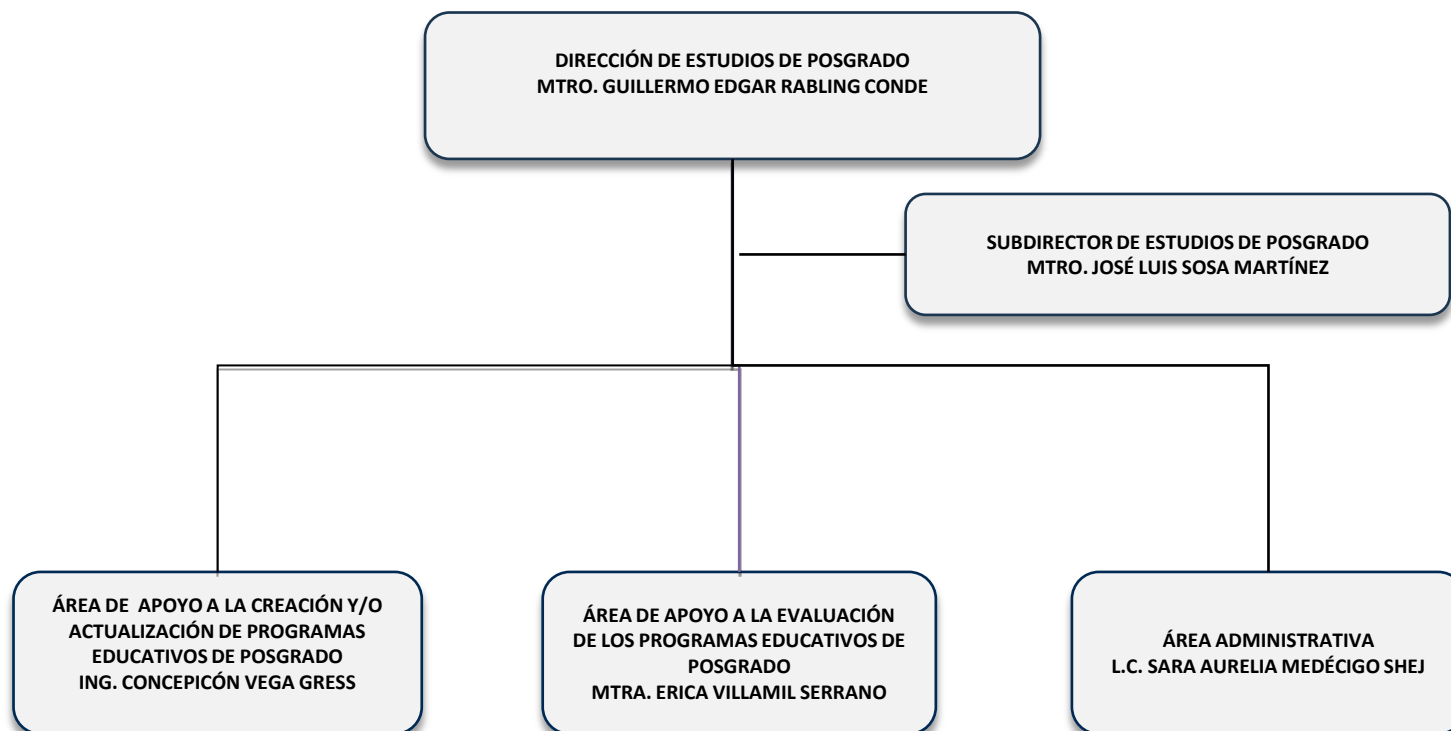 DIRECCIÓN DE ESTUDIOS DE POSGRADO
MTRO. GUILLERMO EDGAR RABLING CONDE
SUBDIRECTOR DE ESTUDIOS DE POSGRADO
MTRO. JOSÉ LUIS SOSA MARTÍNEZ
ÁREA DE APOYO A LA CREACIÓN Y/O
ACTUALIZACIÓN DE PROGRAMAS
EDUCATIVOS DE POSGRADO
ING. CONCEPICÓN VEGA GRESS
ÁREA DE APOYO A LA EVALUACIÓN
DE LOS PROGRAMAS EDUCATIVOS DE
POSGRADO
MTRA. ERICA VILLAMIL SERRANO
ÁREA ADMINISTRATIVA
L.C. SARA AURELIA MEDÉCIGO SHEJ